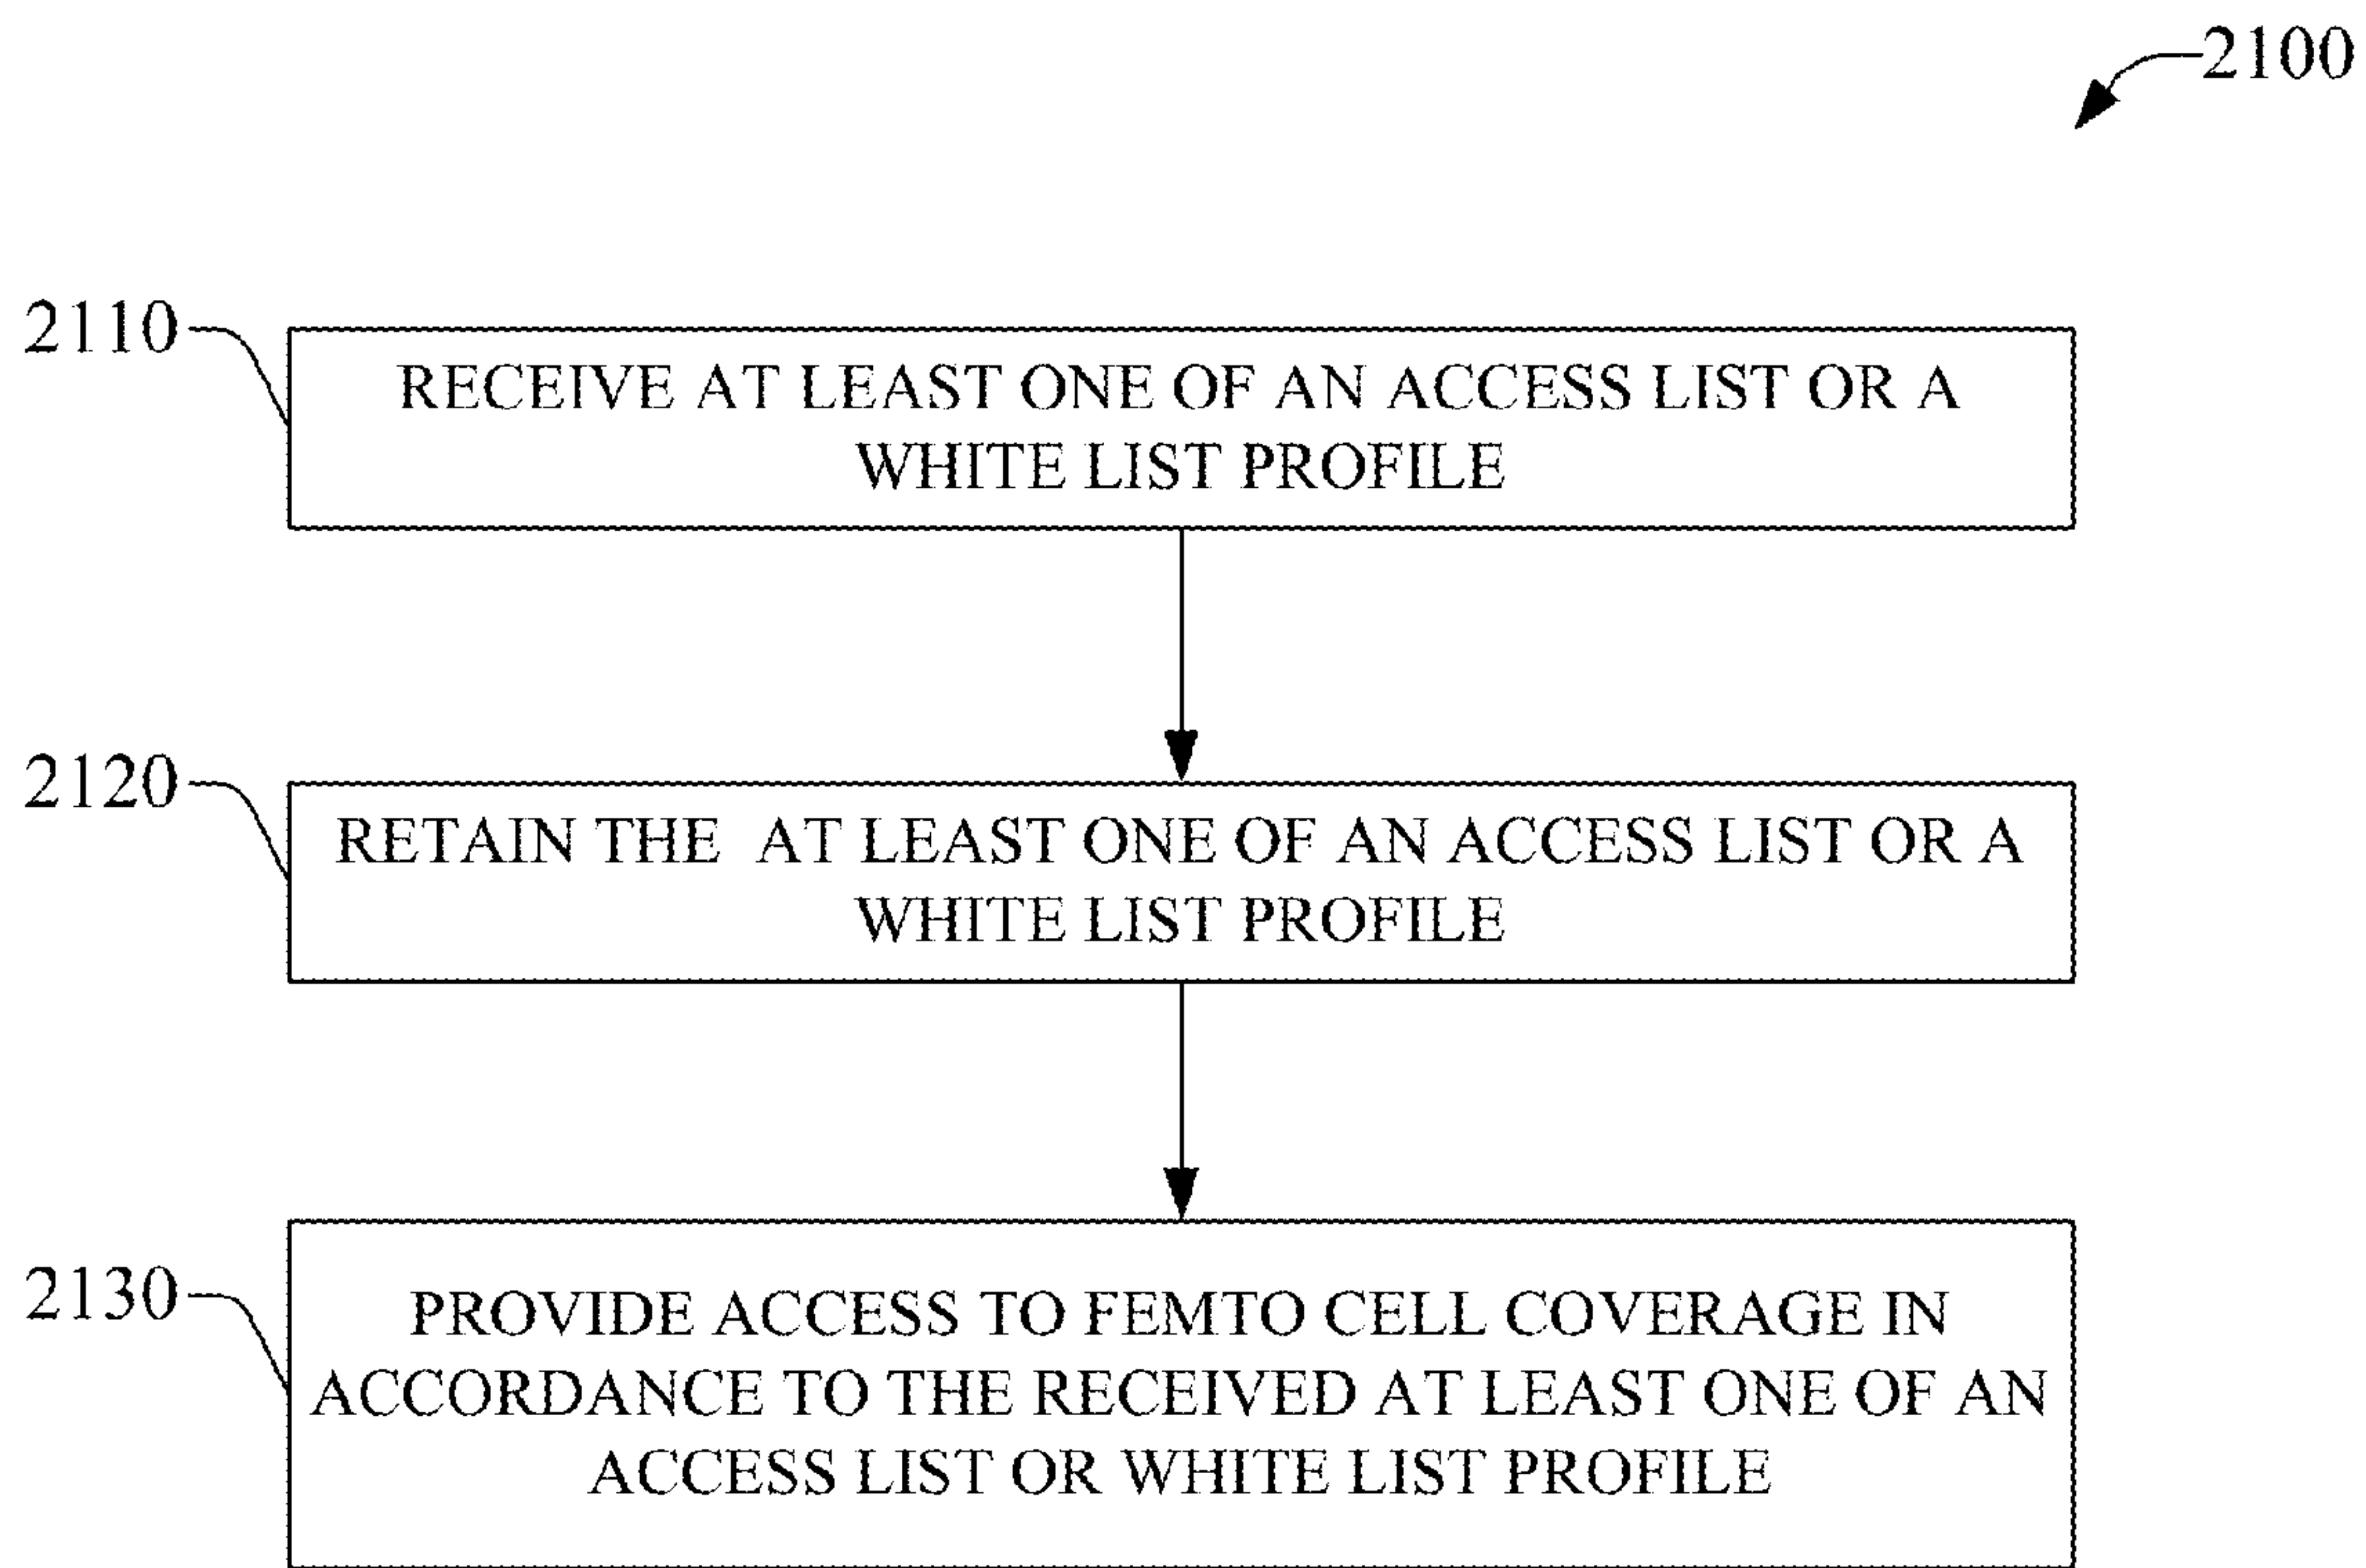 2100
2110
RECEIVE AT LEAST ONE OF AN ACCESS LIST OR A
WHITE LIST PROFILE
2120
RETAIN THE AT LEAST ONE OF AN ACCESS LIST OR A
WHITE LIST PROFILE
2130
PROVIDE ACCESS TO FEMTO CELL COVERAGE IN
ACCORDANCE TO THE RECEIVED AT LEAST ONE OF AN
ACCESS LIST OR WHITE LIST PROFILE